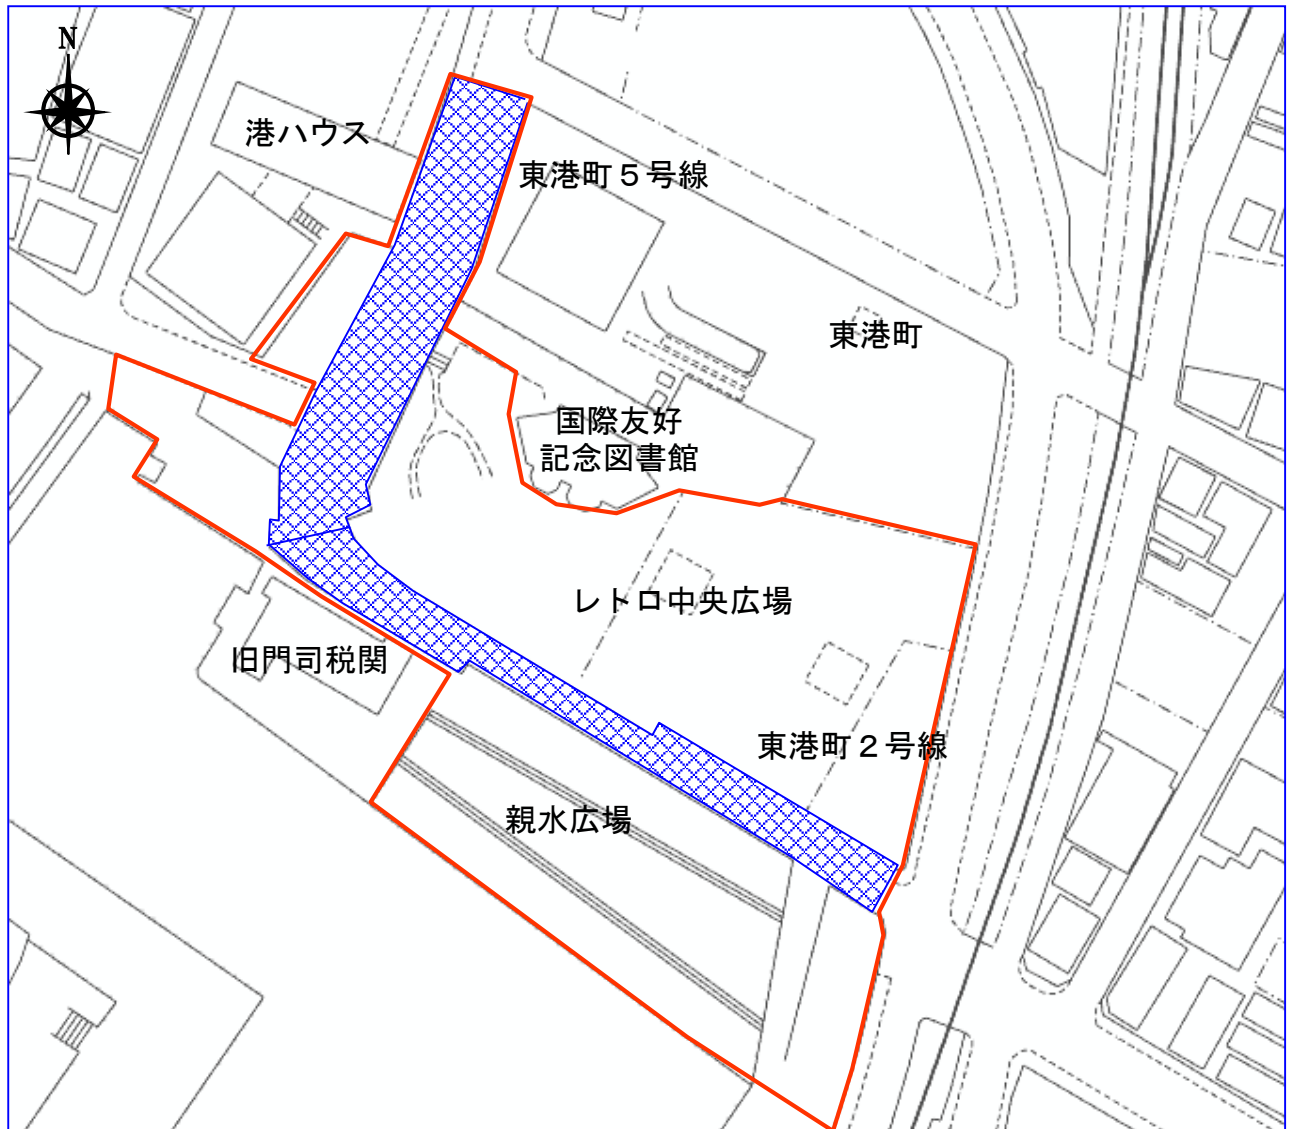 N
港ハウス
東港町５号線
東港町
国際友好
記念図書館
レトロ中央広場
旧門司税関
東港町２号線
親水広場